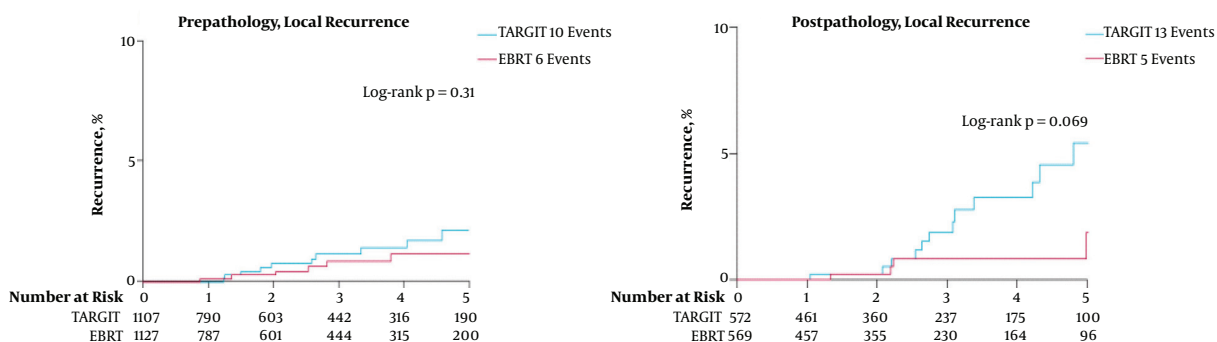 Prepathology, Local Recurrence
TARGIT 10 Events
EBRT 6 Events
Log-rank p = 0.31
Recurrence, %
10
5
0
0 1 2 3 4 5
Number at Risk
TARGIT 1107 790 603 442 316 190
EBRT 1127 787 601 444 315 200
Postpathology, Local Recurrence
TARGIT 13 Events
EBRT 5 Events
Log-rank p = 0.069
Recurrence, %
10
5
0
0 1 2 3 4 5
Number at Risk
TARGIT 572 461 360 237 175 100
EBRT 569 457 355 230 164 96